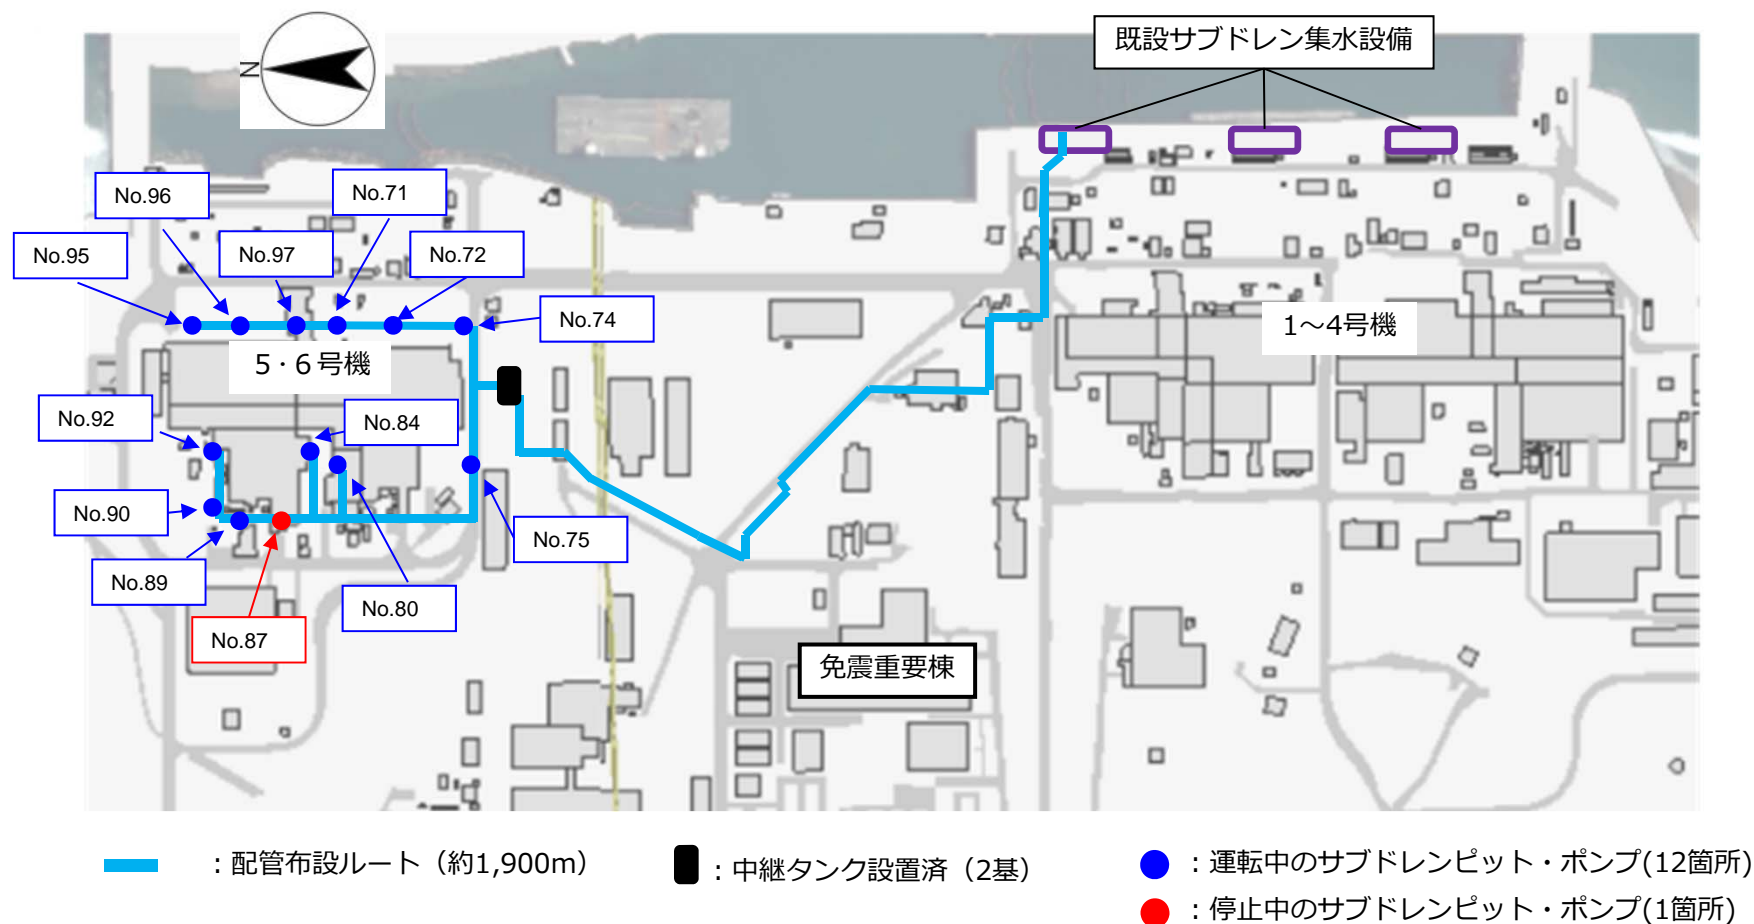 既設サブドレン集水設備
N
No.96
No.71
No.95
No.97
No.72
No.74
1～4号機
5・6号機
No.92
No.84
No.90
No.75
No.89
No.80
No.87
免震重要棟
：配管布設ルート（約1,900m）
：中継タンク設置済（2基）
：運転中のサブドレンピット・ポンプ(12箇所)
：停止中のサブドレンピット・ポンプ(1箇所)